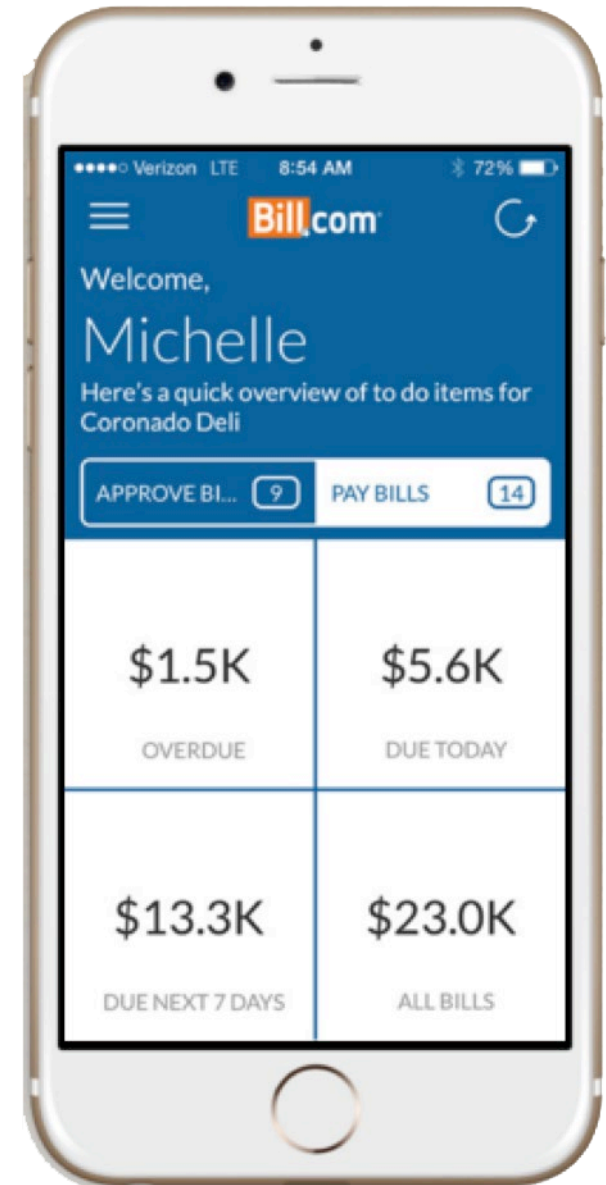 Verizon LTE 8:54 AM 72%
Bill.com
Welcome,
Michelle
Here's a quick overview of to do items for
Coronado Deli
APPROVE BI... 9 PAY BILLS 14
$1.5K $5.6K
OVERDUE DUE TODAY
$13.3K $23.0K
DUE NEXT 7 DAYS ALL BILLS